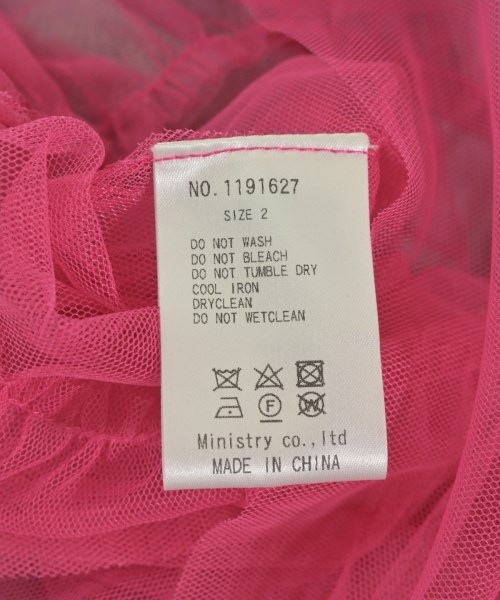 NO.1191627
SIZE 2
DO NOT WASH
DO NOT BLEACH
DO NOT TUMBLE DRY
COOL IRON
DRYCLEAN
DO NOT WETCLEAN
F W
Ministry co.,ltd
MADE IN CHINA